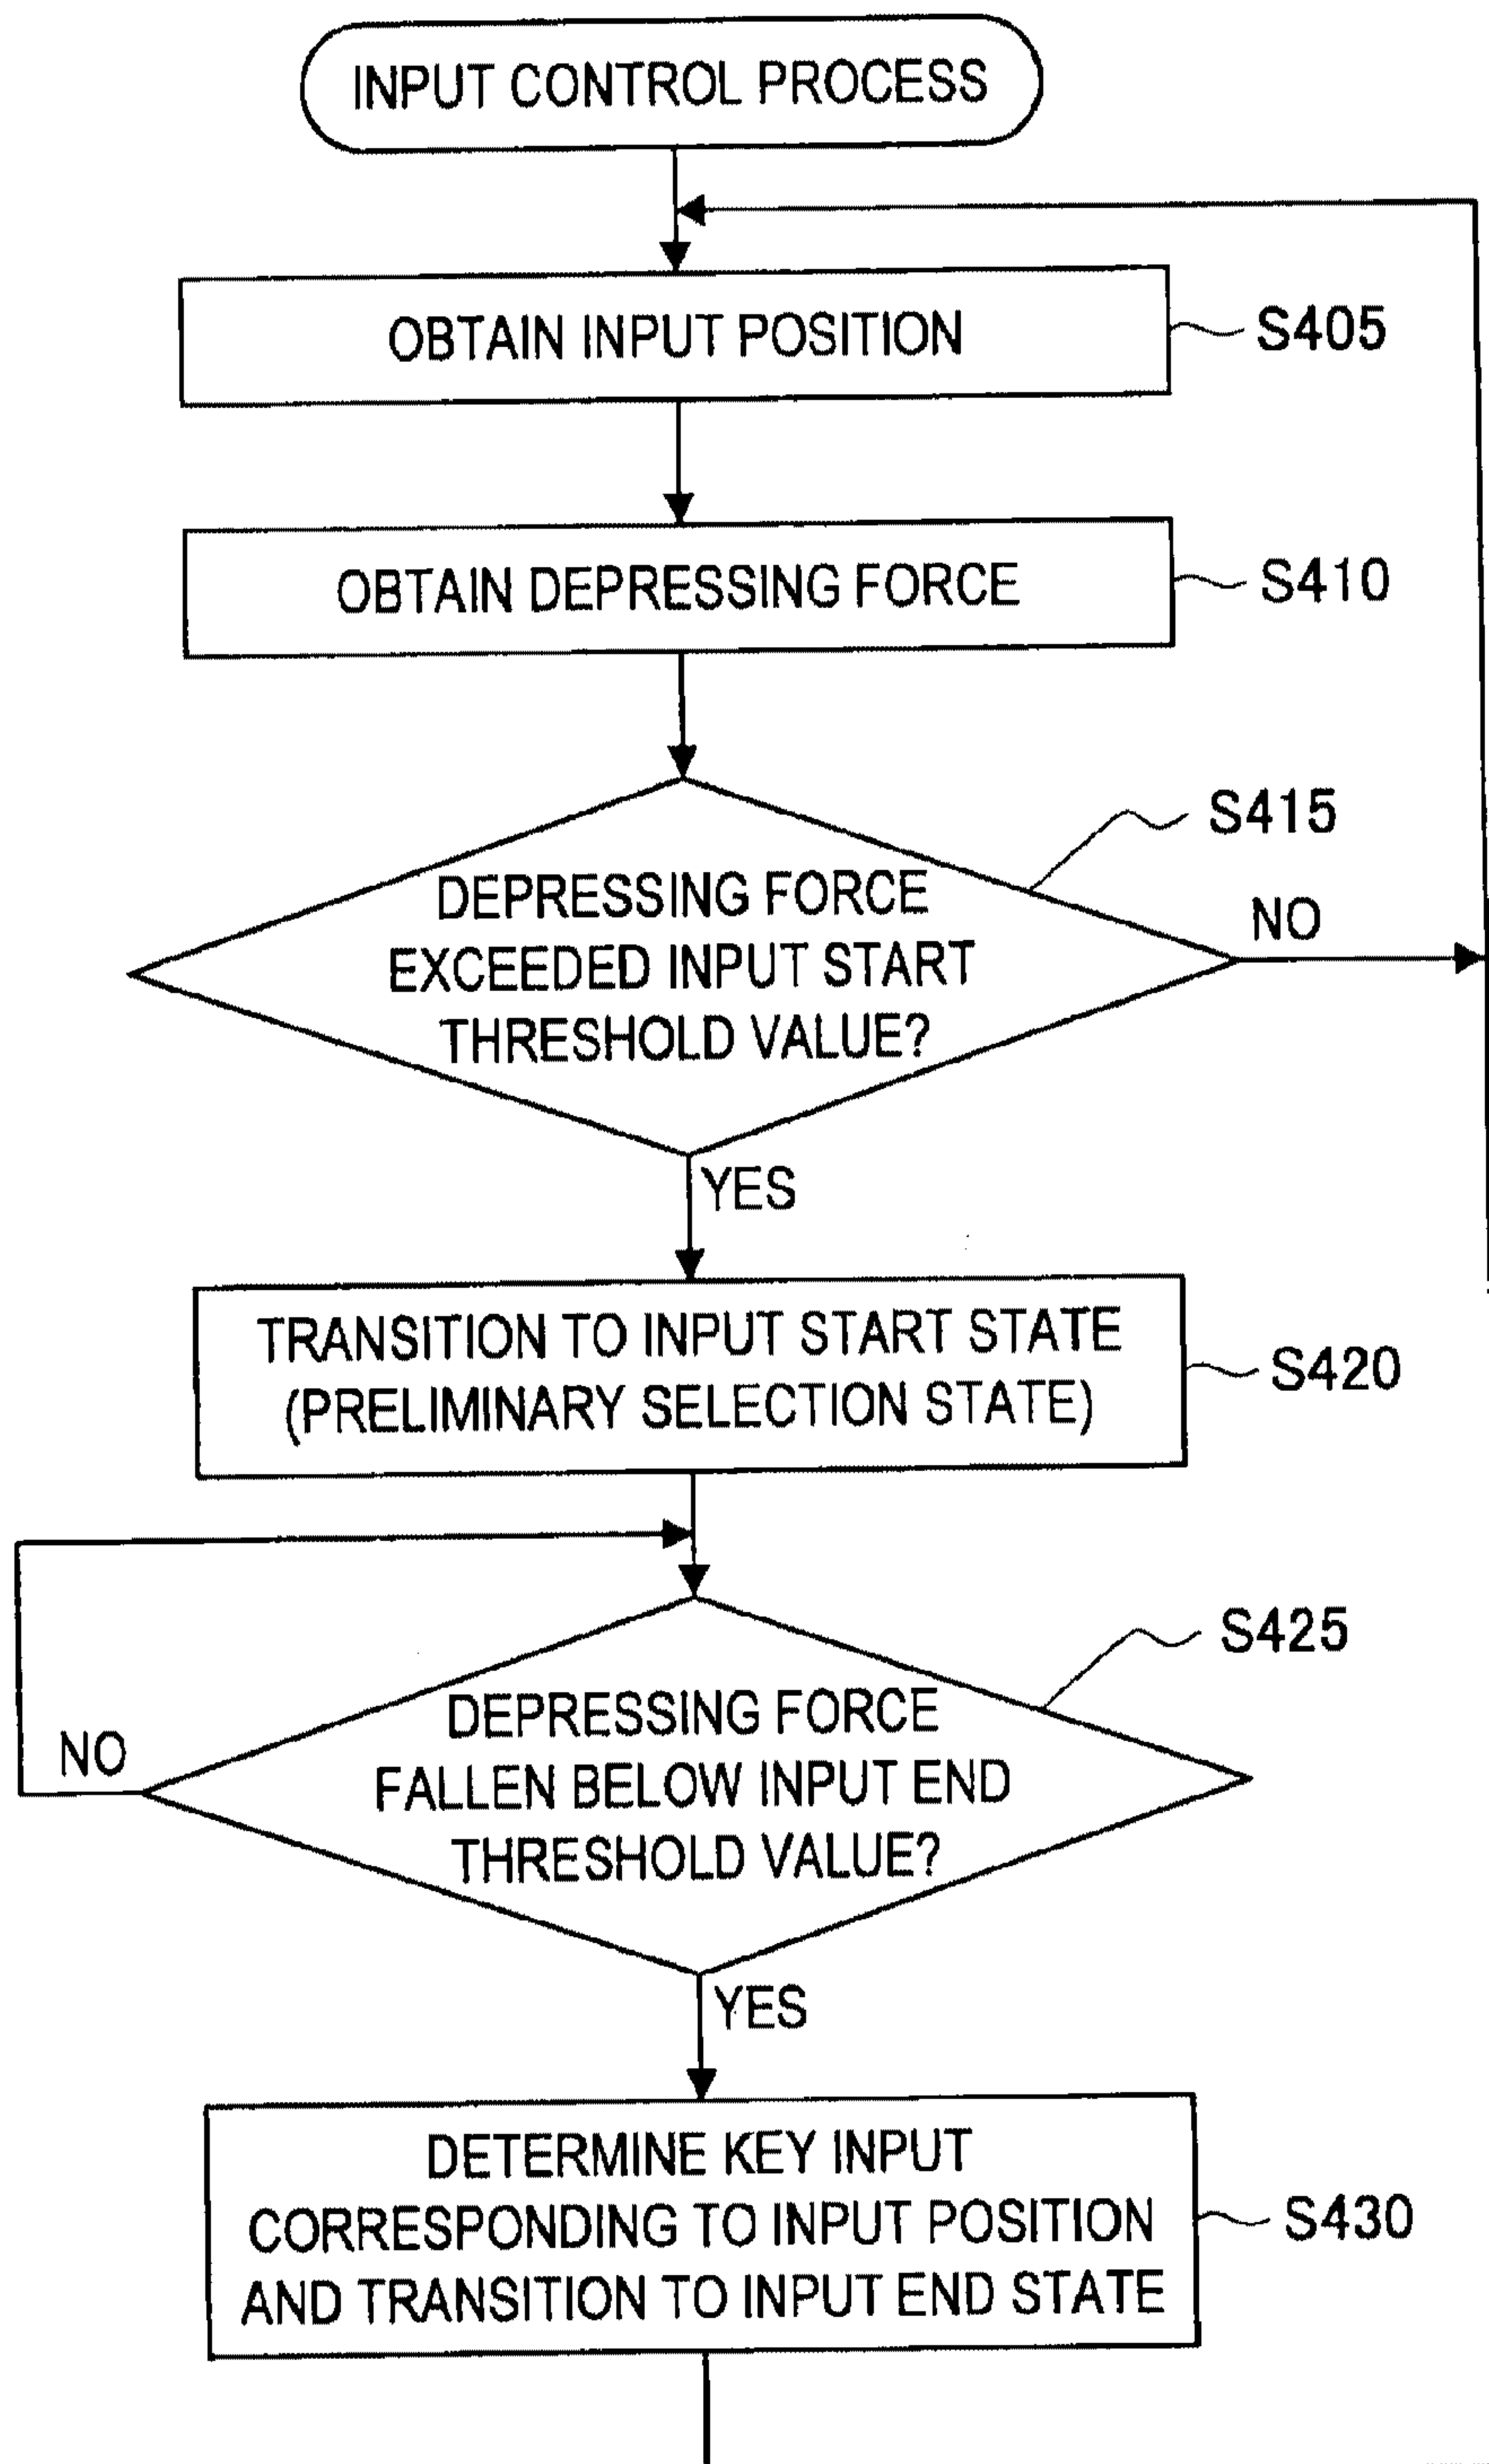 INPUT CONTROL PROCESS
OBTAIN INPUT POSITION
S405
OBTAIN DEPRESSING FORCE
S410
S415
DEPRESSING FORCE
EXCEEDED INPUT START
THRESHOLD VALUE?
NO
YES
TRANSITION TO INPUT START STATE
(PRELIMINARY SELECTION STATE)
S420
S425
DEPRESSING FORCE
FALLEN BELOW INPUT END
THRESHOLD VALUE?
NO
YES
DETERMINE KEY INPUT
CORRESPONDING TO INPUT POSITION
AND TRANSITION TO INPUT END STATE
S430